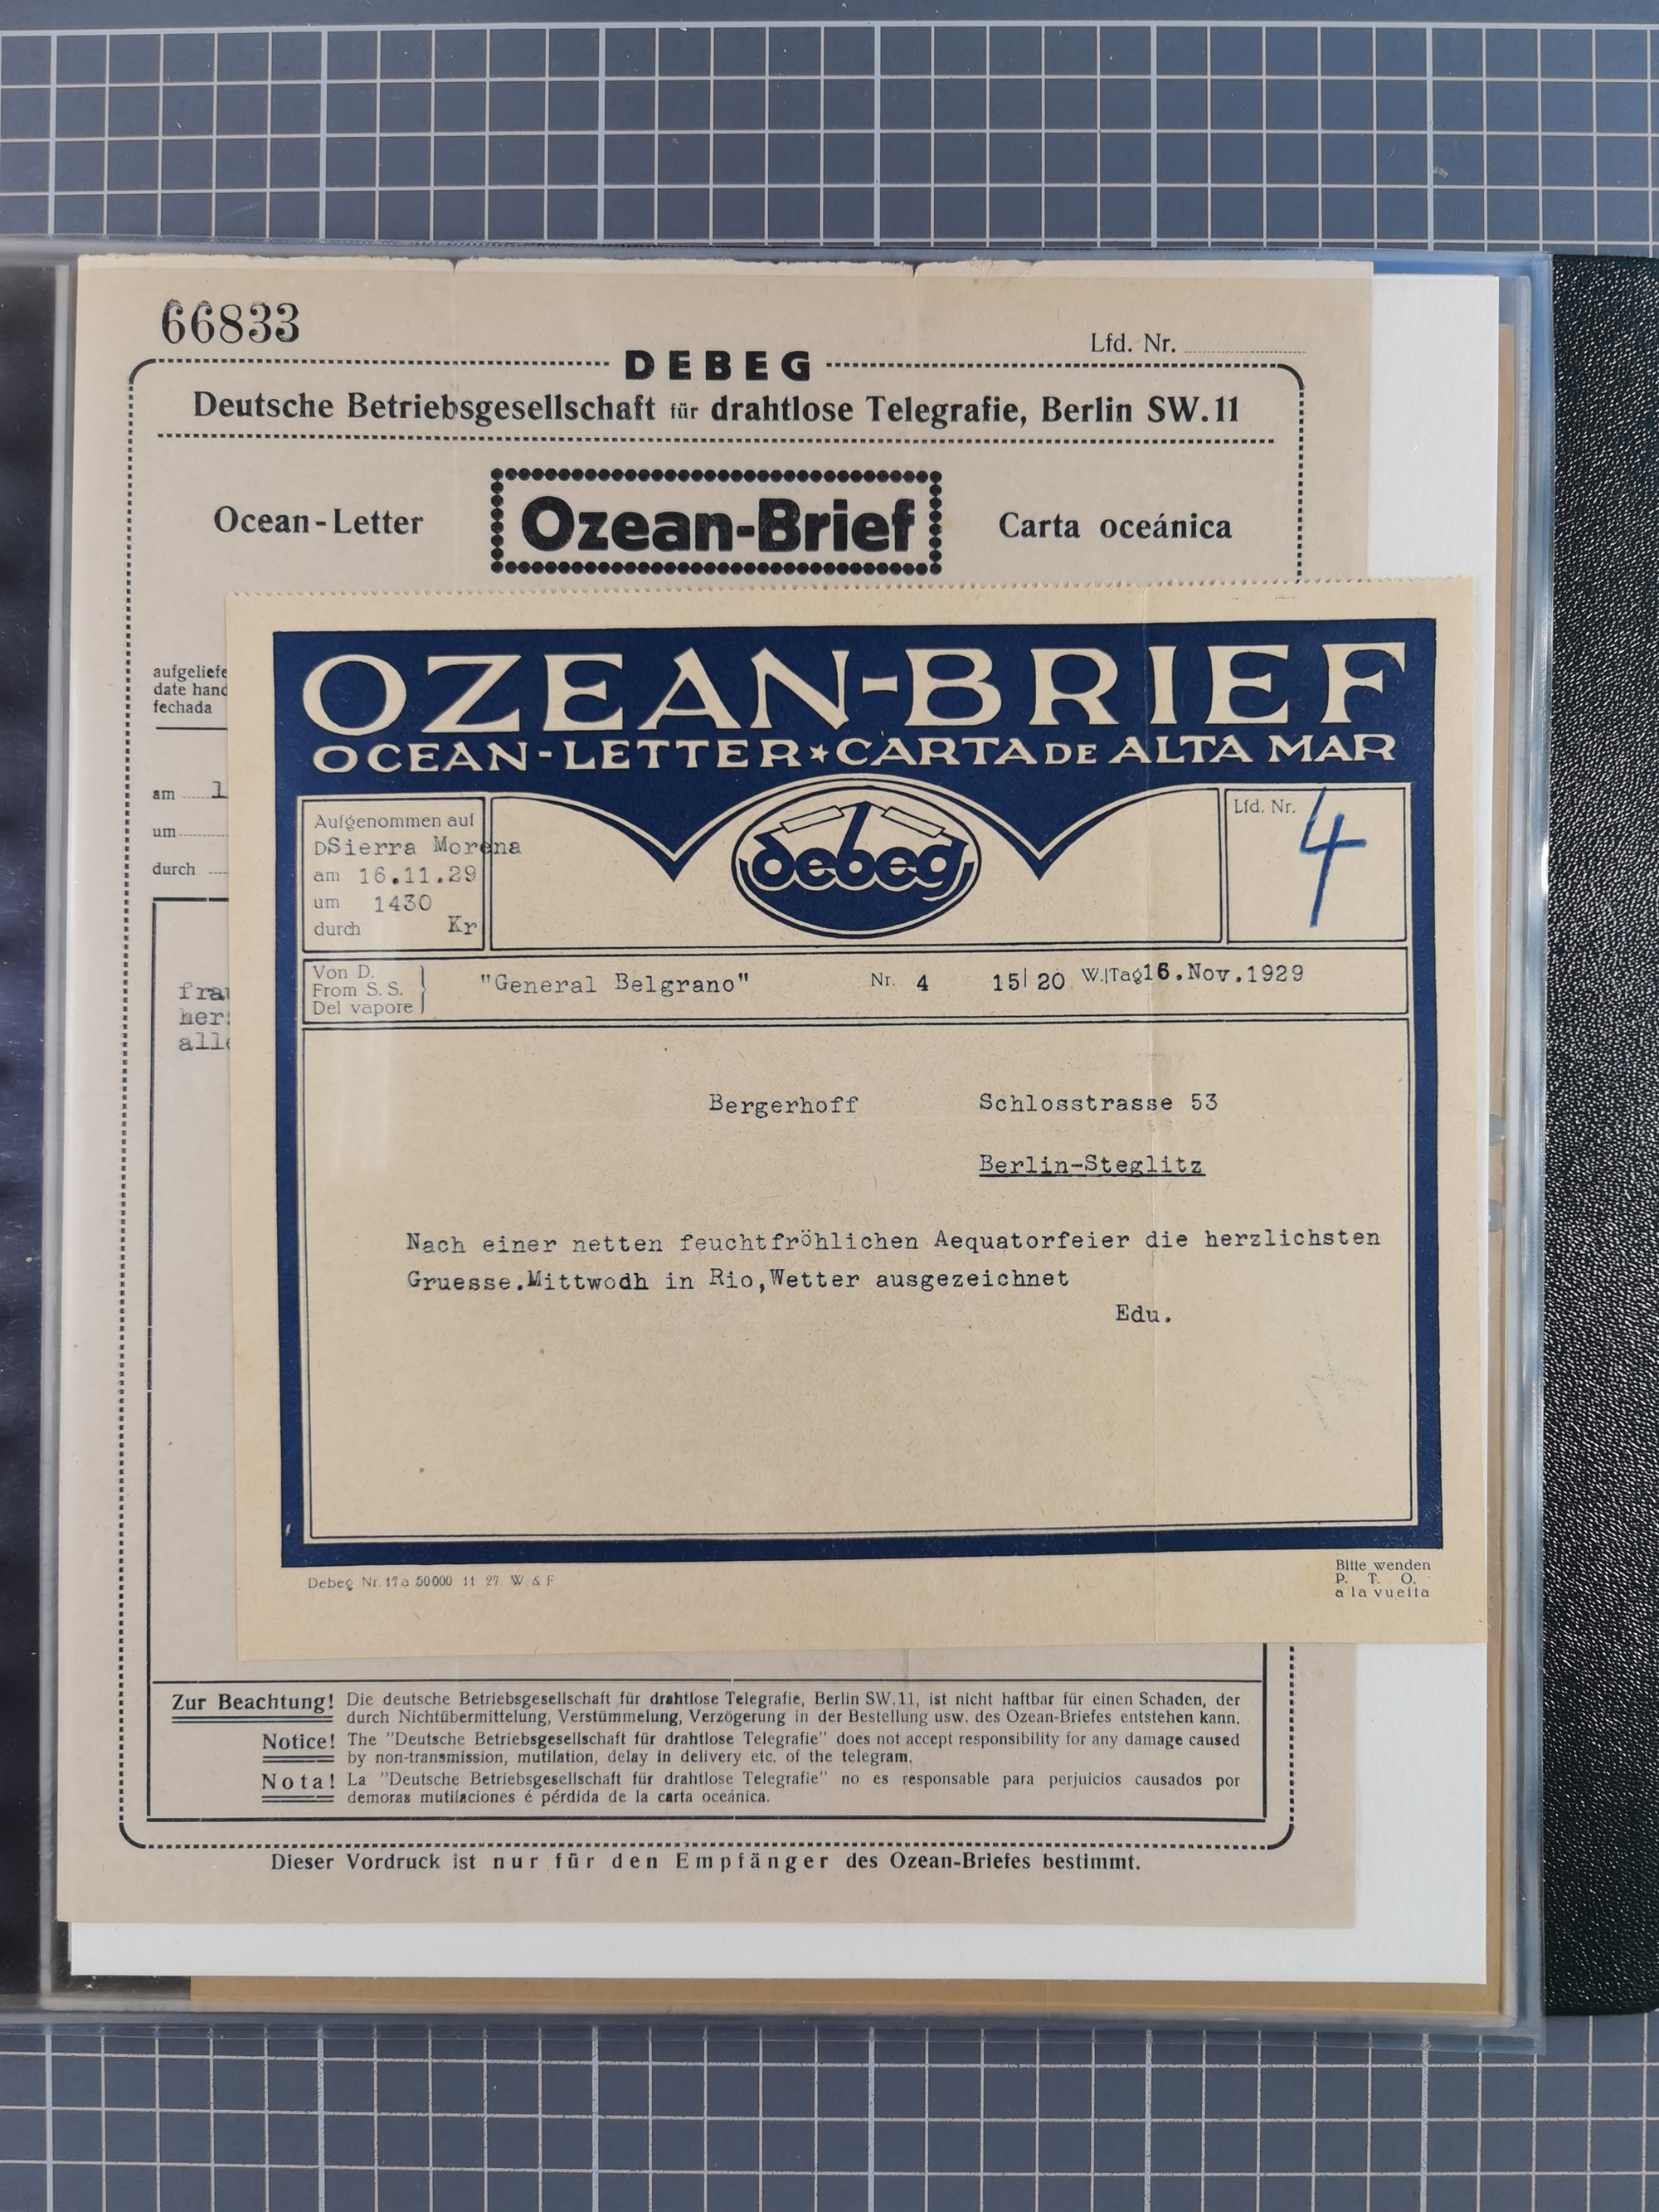 66833
Lfd. Nr.
DEBEG
Deutsche Betriebsgesellschaft für drahtlose Telegrafie, Berlin SW.11
Ocean-Letter
Ozean-Brief
Carta oceánica
date
fechada
am 1
um
durch
OZEAN-BRIEF
OCEAN-LETTER★CARTA DE ALTA MAR
Aufgenommen auf
DSierra Morena
am 16.11.29
um 1430
durch Kr
debeg
Lfd. Nr. 4
Von D.
From S. S.
Del vapore
"General Belgrano" Nr. 4 15| 20 W.|Tag16.Nov.1929
Bergerhoff Schlosstrasse 53
Berlin-Steglitz
Nach einer netten feuchtfröhlichen Aequatorfeier die herzlichsten
Gruesse.Mittwodh in Rio,Wetter ausgezeichnet
Edu.
Debeg Nr. 17a 50000 11 27 W & F
Bitte wenden
P. T. O.
a la vuelta
Zur Beachtung! Die deutsche Betriebsgesellschaft für drahtlose Telegrafie, Berlin SW.11, ist nicht haftbar für einen Schaden, der
durch Nichtübermittelung, Verstümmelung, Verzögerung in der Bestellung usw. des Ozean-Briefes entstehen kann.
Notice! The "Deutsche Betriebsgesellschaft für drahtlose Telegrafie" does not accept responsibility for any damage caused
by non-transmission, mutilation, delay in delivery etc. of the telegram.
Nota! La "Deutsche Betriebsgesellschaft für drahtlose Telegrafie" no es responsable para perjuicios causados por
demoras mutilaciones é pérdida de la carta oceánica.
Dieser Vordruck ist nur für den Empfänger des Ozean-Briefes bestimmt.